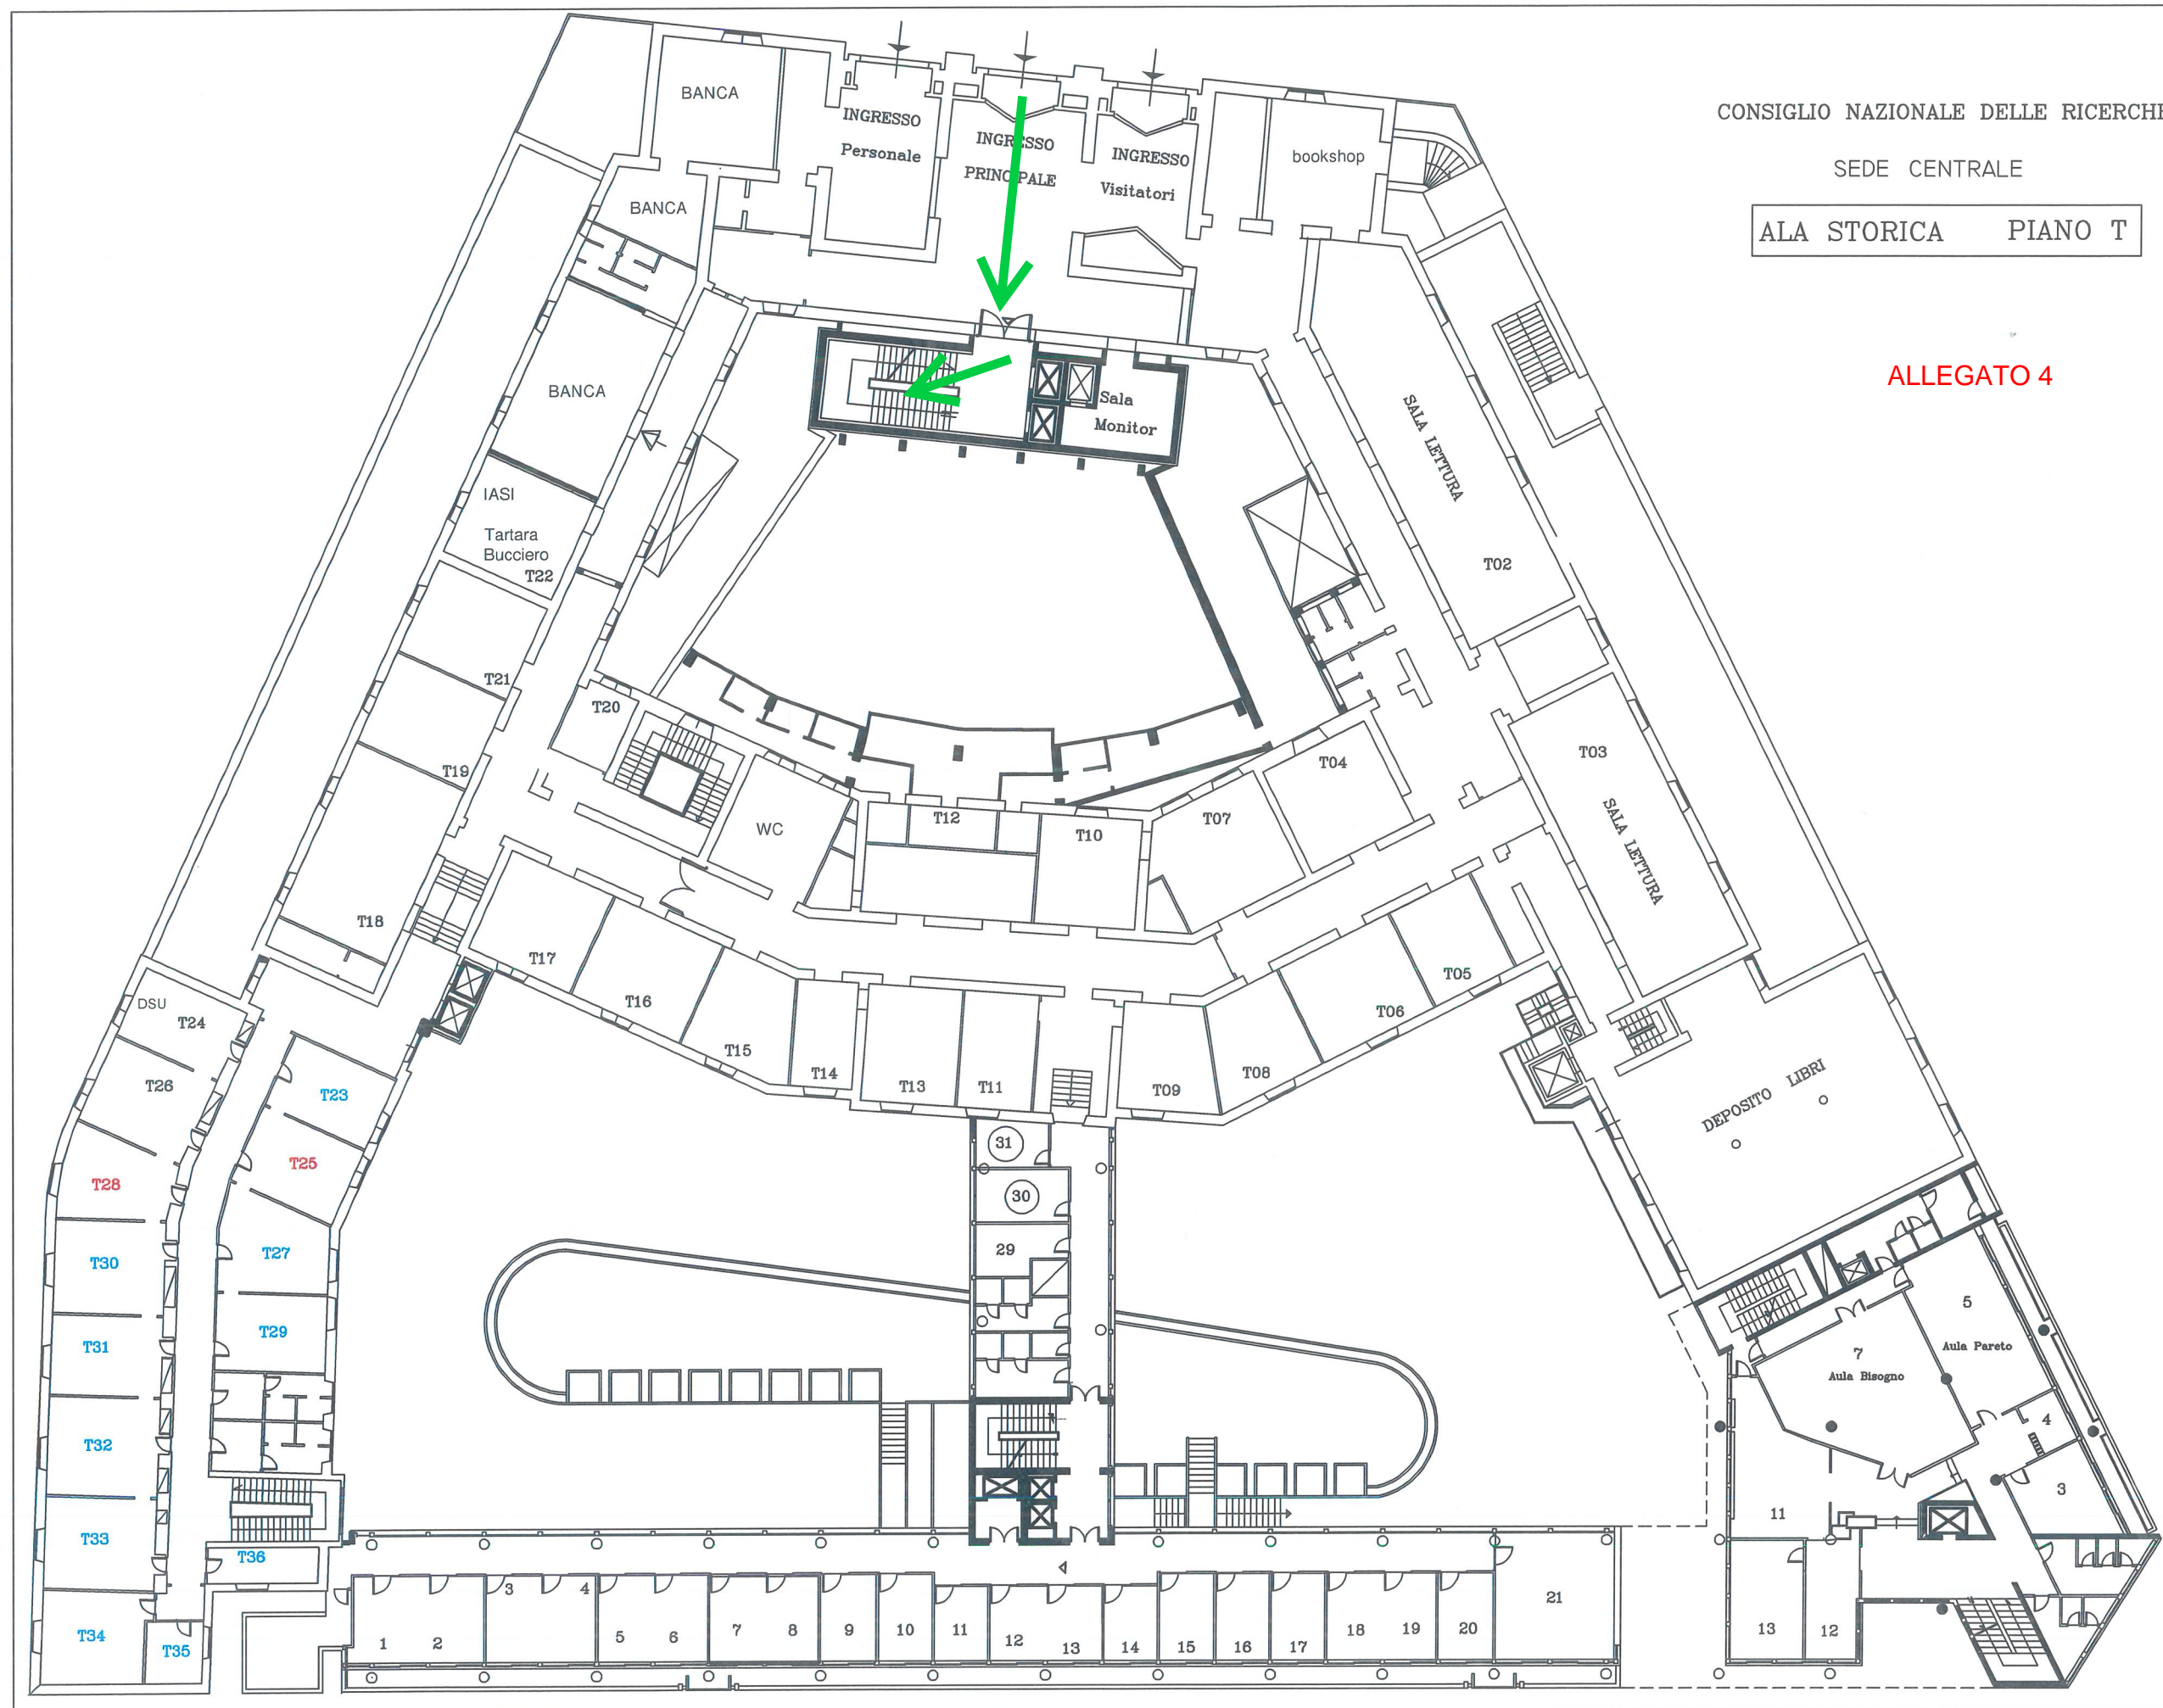 CONSIGLIO NAZIONALE DELLE RICERCHE
SEDE CENTRALE
ALA STORICA PIANO T
ALLEGATO 4
BANCA
INGRESSO
Personale
INGRESSO
PRINCIPALE
INGRESSO
Visitatori
bookshop
BANCA
BANCA
Sala
Monitor
SALA LETTURA
T02
IASI
Tartara
Bucciero
T22
T21
T20
T19
T18
WC
T12
T10
T07
T04
T03
SALA LETTURA
T17
T16
T15
T14
T13
T11
T09
T08
T06
T05
DEPOSITO LIBRI
DSU
T24
T26
T23
T25
T28
T27
T30
T29
T31
T32
T33
T36
T34
T35
31
30
29
5
Aula Pareto
7
Aula Bisogno
4
3
11
13
12
1
2
3
4
5
6
7
8
9
10
11
12
13
14
15
16
17
18
19
20
21